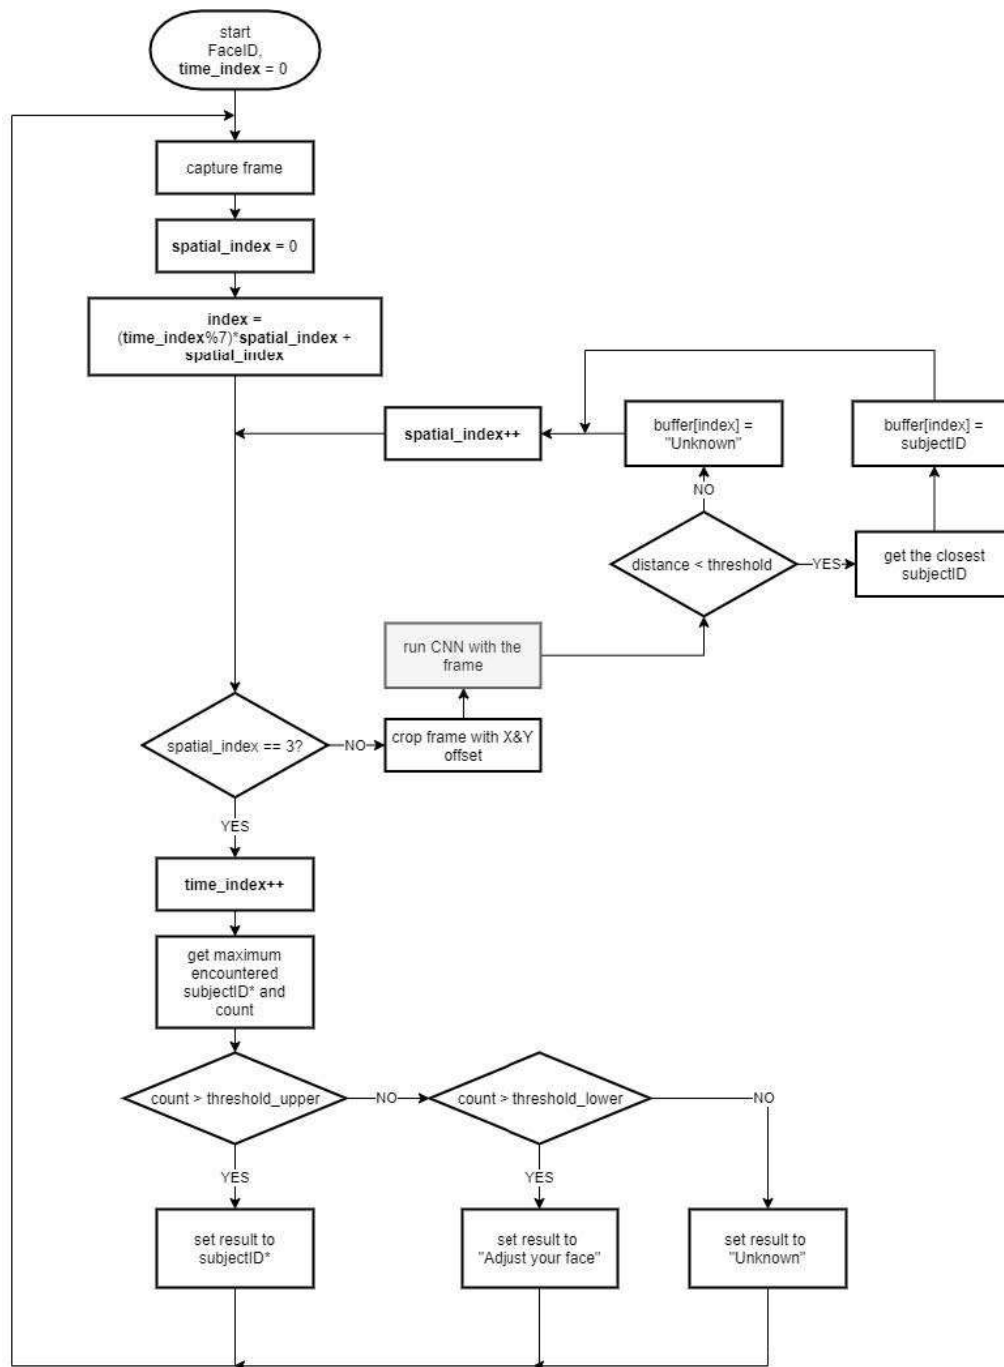 start
FaceID,
time_index = 0
capture frame
spatial_index = 0
index =
(time_index%7)*spatial_index +
spatial_index
spatial_index++
buffer[index] =
"Unknown"
buffer[index] =
subjectID
NO
distance < threshold
YES
get the closest
subjectID
run CNN with the
frame
spatial_index == 3?
NO
crop frame with X&Y
offset
YES
time_index++
get maximum
encountered
subjectID* and
count
count > threshold_upper
NO
count > threshold_lower
NO
YES
YES
set result to
subjectID*
set result to
"Adjust your face"
set result to
"Unknown"